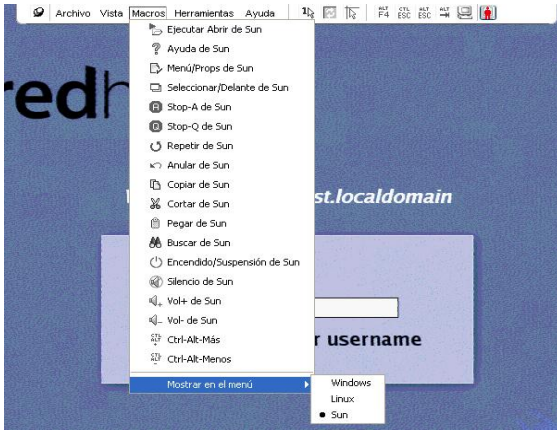 Archivo Vista Macros Herramientas Ayuda ALT F4 CTL ESC ALT ESC ALT
Ejecutar Abrir de Sun
Ayuda de Sun
Menú/Props de Sun
Seleccionar/Delante de Sun
Stop-A de Sun
Stop-Q de Sun
Repetir de Sun
Anular de Sun
Copiar de Sun
Cortar de Sun
Pegar de Sun
Buscar de Sun
Encendido/Suspensión de Sun
Silencio de Sun
Vol+ de Sun
Vol- de Sun
Ctrl-Alt-Más
Ctrl-Alt-Menos
Mostrar en el menú
Windows
Linux
Sun
redh
st.localdomain
r username